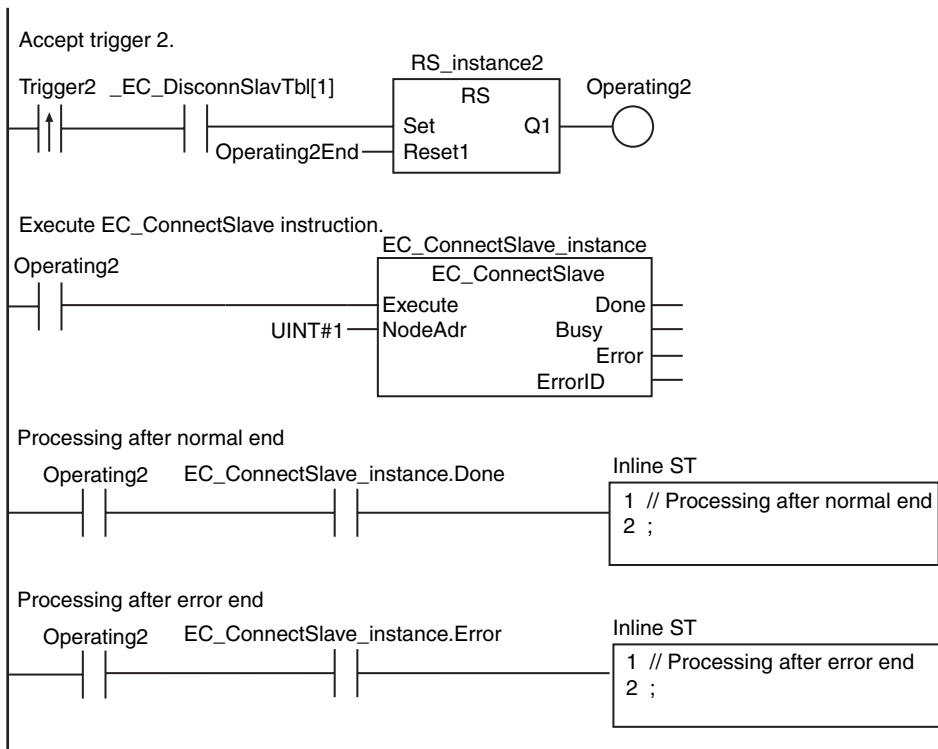 Accept trigger 2.
RS_instance2
Trigger2 _EC_DisconnSlavTbl[1]
RS
Operating2
Set
Q1
Operating2End
Reset1
Execute EC_ConnectSlave instruction.
EC_ConnectSlave_instance
Operating2
EC_ConnectSlave
Execute
Done
UINT#1
NodeAdr
Busy
Error
ErrorID
Processing after normal end
Operating2
EC_ConnectSlave_instance.Done
Inline ST
1 // Processing after normal end
2 ;
Processing after error end
Operating2
EC_ConnectSlave_instance.Error
Inline ST
1 // Processing after error end
2 ;